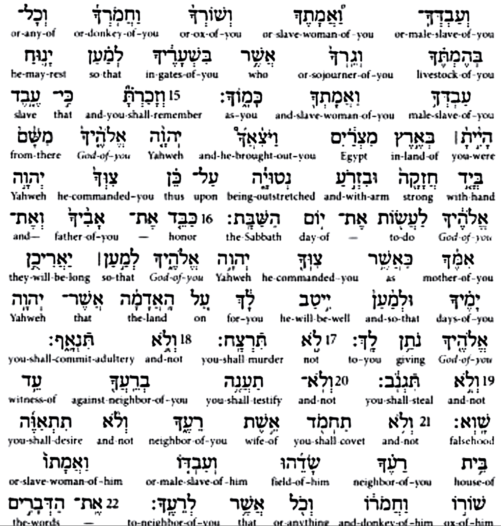 וְעַבְדְּךָ֣ וַ֠אֲמָתֶךָ וְשׁוֹרְךָ֨ וַחֲמֹֽרְךָ֜ וְכָל־
or-any-of or-donkey-of-you or-ox-of-you or-slave-woman-of-you or-male-slave-of-you
בְּהֶמְתֶּ֗ךָ וְגֵֽרְךָ֙ אֲשֶׁ֣ר בִּשְׁעָרֶ֔יךָ לְמַ֗עַן יָנ֛וּחַ
he-may-rest so that in-gates-of-you who or-sojourner-of-you livestock-of-you
עַבְדְּךָ֥ וַאֲמָתְךָ֖ כָּמֽוֹךָ׃ 15 וְזָכַרְתָּ֞ כִּי־ עֶ֥בֶד
slave that and-you-shall-remember as-you and-slave-woman-of-you male-slave-of-you
הָיִ֣יתָ׀ בְּאֶ֣רֶץ מִצְרַ֗יִם וַיֹּצִ֨אֲךָ֜ יְהוָ֤ה אֱלֹהֶ֙יךָ֙ מִשָּׁ֔ם
from-there God-of-you Yahweh and-he-brought-out-you Egypt in-land-of you-were
בְּיָ֤ד חֲזָקָה֙ וּבִזְרֹ֣עַ נְטוּיָ֔ה עַל־ כֵּ֗ן צִוְּךָ֙ יְהוָ֣ה
Yahweh he-commanded-you thus upon being-outstretched and-with-arm strong with-hand
אֱלֹהֶ֔יךָ לַעֲשׂ֖וֹת אֶת־ י֥וֹם הַשַּׁבָּֽת׃ 16 כַּבֵּ֤ד אֶת־ אָבִ֙יךָ֙ וְאֶת־
and— father-of-you — honor the-Sabbath day-of — to-do God-of-you
אִמֶּ֔ךָ כַּאֲשֶׁ֥ר צִוְּךָ֖ יְהוָ֣ה אֱלֹהֶ֑יךָ לְמַ֣עַן׀ יַאֲרִיכֻ֣ן
they-will-be-long so-that God-of-you Yahweh he-commanded-you as mother-of-you
יָמֶ֗יךָ וּלְמַ֙עַן֙ יִ֣יטַב לָ֔ךְ עַ֚ל הָֽאֲדָמָ֔ה אֲשֶׁר־ יְהוָ֥ה
Yahweh that the-land on for-you he-will-be-well and-so-that days-of-you
אֱלֹהֶ֖יךָ נֹתֵ֥ן לָֽךְ׃ 17 לֹ֥א תִּרְצָ֖ח׃ 18 וְלֹ֣א תִּנְאָֽף׃
you-shall-commit-adultery and-not you-shall-murder not to-you giving God-of-you
19 וְלֹ֣א תִּגְנֹֽב׃ 20 וְלֹֽא־ תַעֲנֶ֥ה בְרֵֽעֲךָ֖ עֵ֥ד
witness-of against-neighbor-of-you you-shall-testify and-not you-shall-steal and-not
שָֽׁוְא׃ 21 וְלֹ֥א תַחְמֹ֖ד אֵ֣שֶׁת רֵעֶ֑ךָ וְלֹ֨א תִתְאַוֶּ֜ה
you-shall-desire and-not neighbor-of-you wife-of you-shall-covet and-not falsehood
בֵּ֣ית רֵעֶ֗ךָ שָׂדֵ֜הוּ וְעַבְדּ֤וֹ וַאֲמָתוֹ֙
or-slave-woman-of-him or-male-slave-of-him field-of-him neighbor-of-you house-of
שׁוֹר֣וֹ וַחֲמֹר֔וֹ וְכֹ֖ל אֲשֶׁ֥ר לְרֵעֶֽךָ׃ 22 אֶֽת־ הַדְּבָרִ֣ים
the-words — to-neighbor-of-you that or-anything and-donkey-of-him ox-of-him